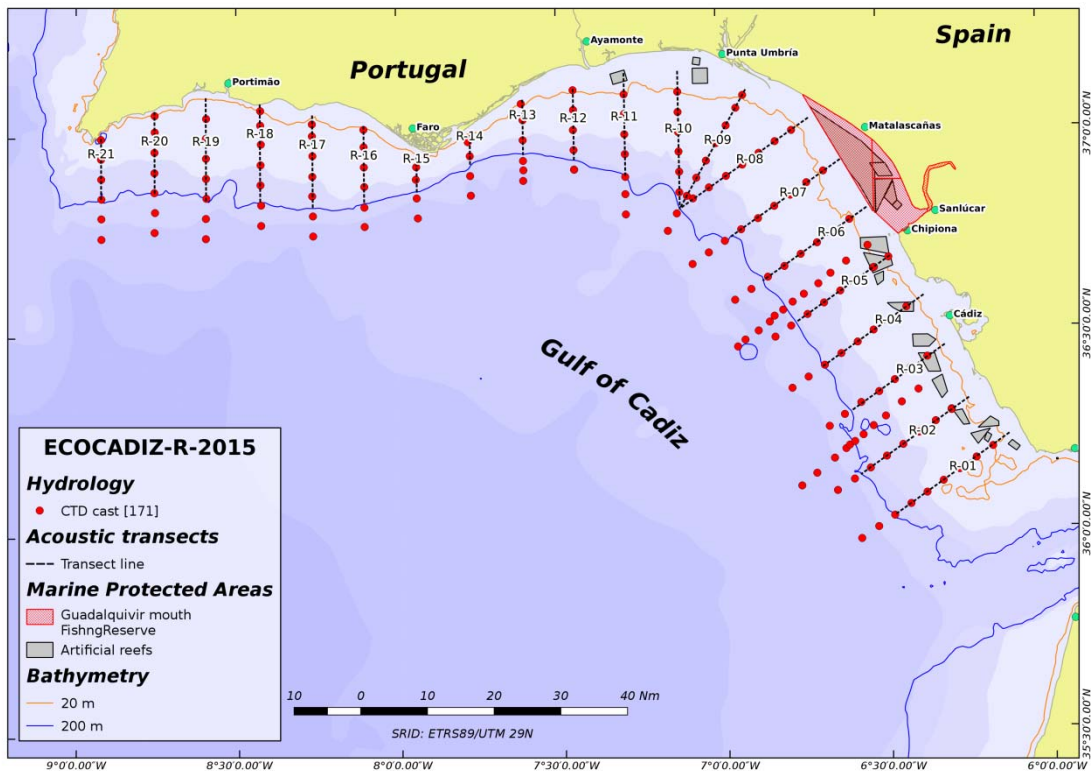 Spain
Portugal
Ayamonte
Punta Umbría
Portimão
Faro
Matalascañas
Sanlúcar
Chipiona
Cádiz
R-21
R-20
R-19
R-18
R-17
R-16
R-15
R-14
R-13
R-12
R-11
R-10
R-09
R-08
R-07
R-06
R-05
R-04
R-03
R-02
R-01
Gulf of Cadiz
ECOCADIZ-R-2015
Hydrology
CTD cast [171]
Acoustic transects
Transect line
Marine Protected Areas
Guadalquivir mouth
FishngReserve
Artificial reefs
Bathymetry
20 m
200 m
10 0 10 20 30 40 Nm
SRID: ETRS89/UTM 29N
37°0'0.00"N
36°30'0.00"N
36°0'0.00"N
35°30'0.00"N
9°0'0.00"W
8°30'0.00"W
8°0'0.00"W
7°30'0.00"W
7°0'0.00"W
6°30'0.00"W
6°0'0.00"W